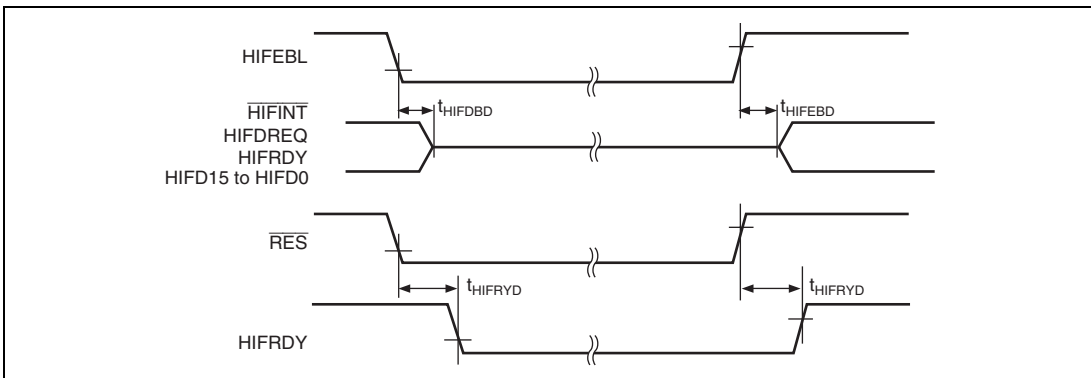 HIFEBL
HIFINT
tHIFDBD
tHIFEBD
HIFDREQ
HIFRDY
HIFD15 to HIFD0
RES
tHIFRYD
tHIFRYD
HIFRDY